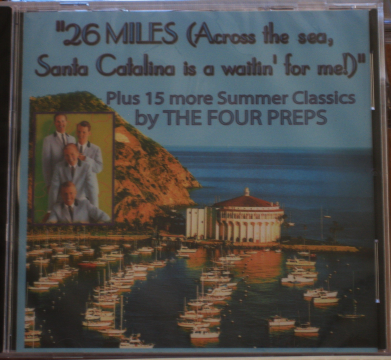 "26 MILES (Across the sea,
Santa Catalina is a waitin' for me!)"
Plus 15 more Summer Classics
by THE FOUR PREPS